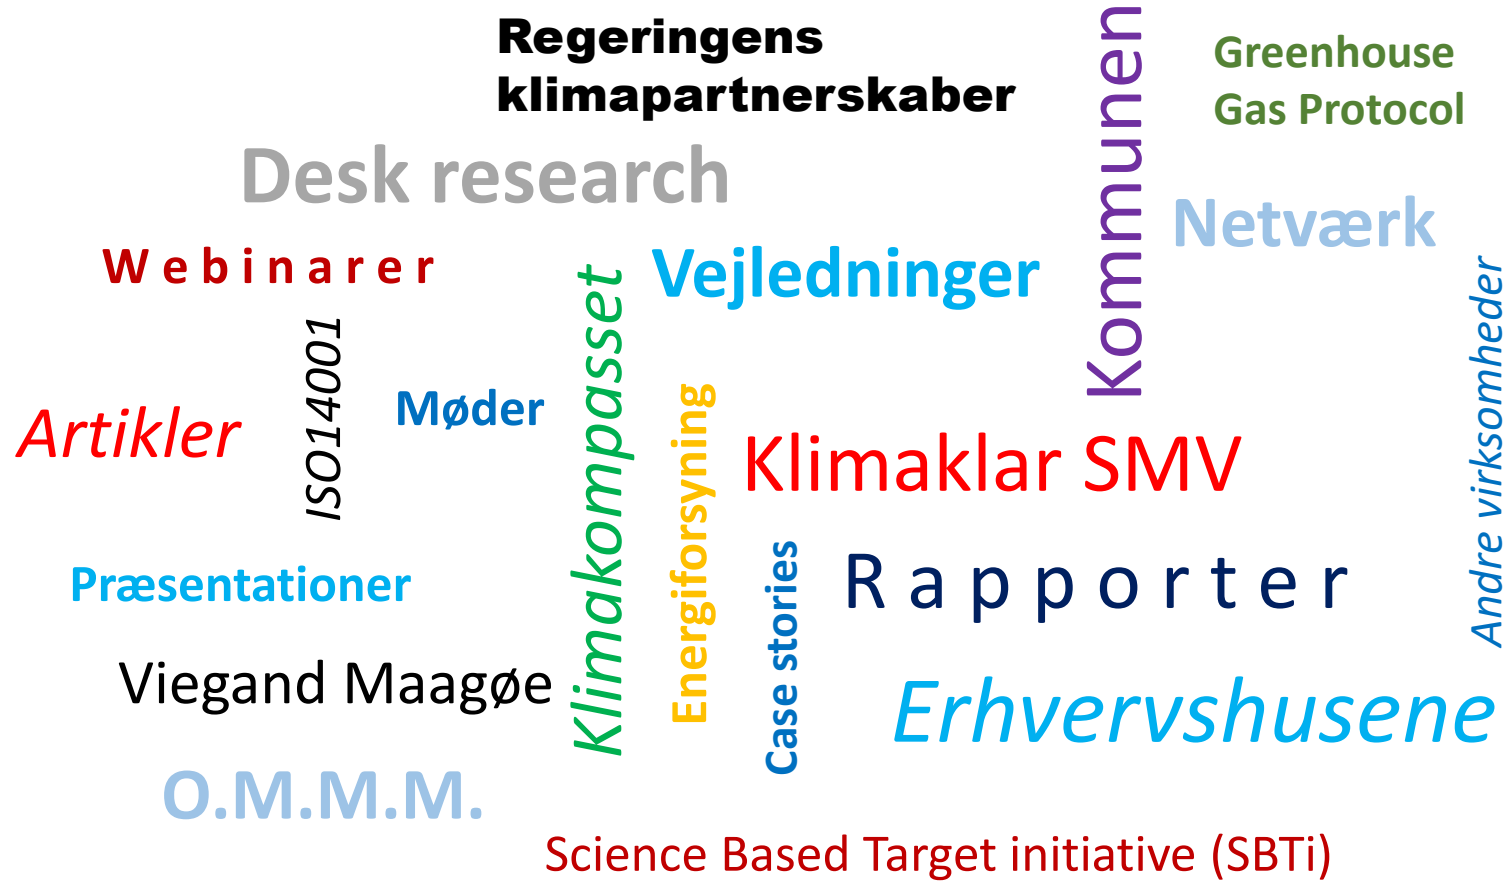 Regeringens
klimapartnerskaber
Kommunen
Greenhouse
Gas Protocol
Desk research
Netværk
Webinarer
Vejledninger
Klimakompasset
Andre virksomheder
ISO14001
Artikler
Møder
Energiforsyning
Klimaklar SMV
Case stories
Rapporter
Præsentationer
Viegand Maagøe
Erhvervshusene
O.M.M.M.
Science Based Target initiative (SBTi)